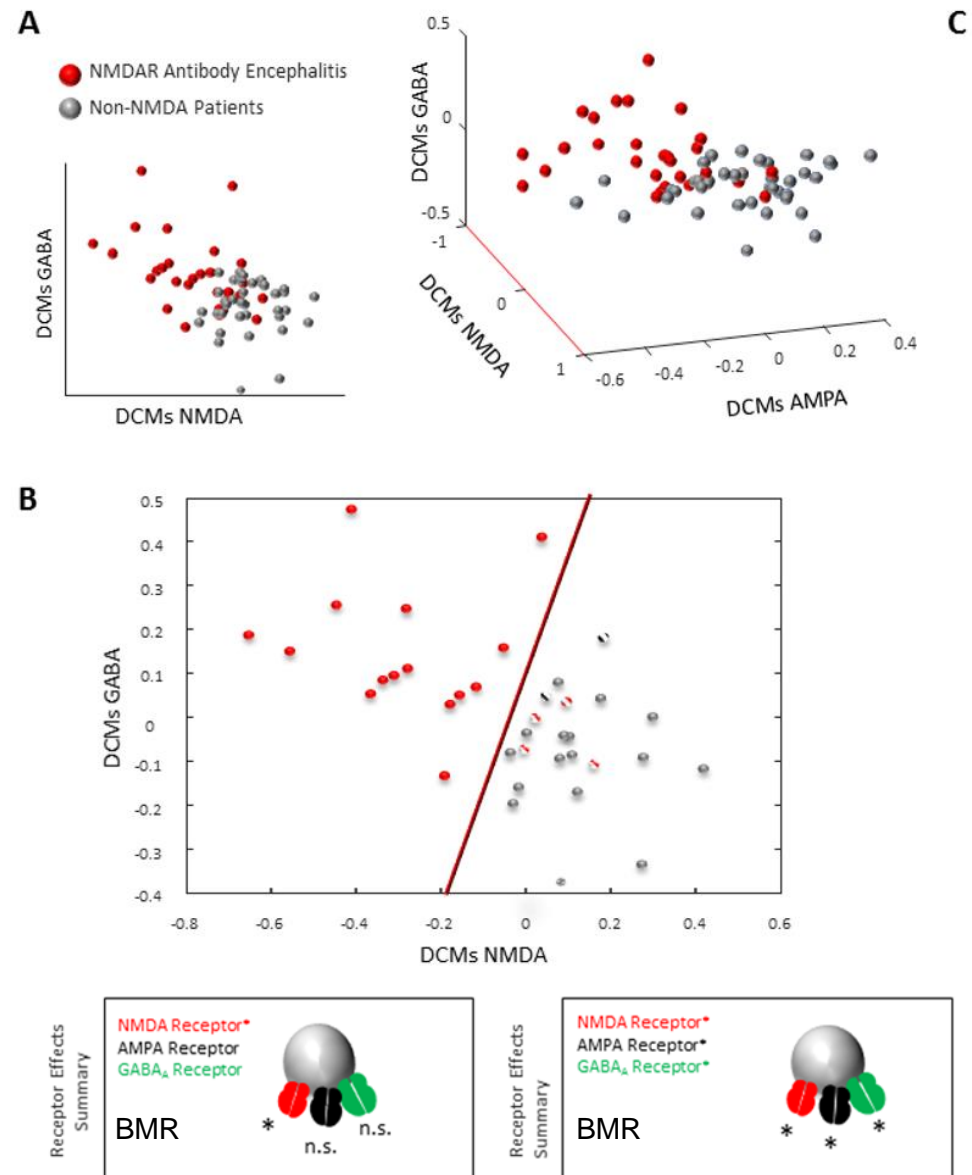 A
NMDAR Antibody Encephalitis
Non-NMDA Patients
DCMs GABA
DCMs NMDA
C
0.5
0
-0.5
DCMs GABA
-1
0
1
DCMs NMDA
-0.6
-0.4
-0.2
0
0.2
0.4
DCMs AMPA
B
0.5
0.4
0.3
0.2
0.1
0
-0.1
-0.2
-0.3
-0.4
DCMs GABA
-0.8
-0.6
-0.4
-0.2
0
0.2
0.4
0.6
DCMs NMDA
Receptor Effects
Summary
NMDA Receptor*
AMPA Receptor
GABAA Receptor
BMR
*
n.s.
n.s.
Receptor Effects
Summary
NMDA Receptor*
AMPA Receptor*
GABAA Receptor*
BMR
*
*
*